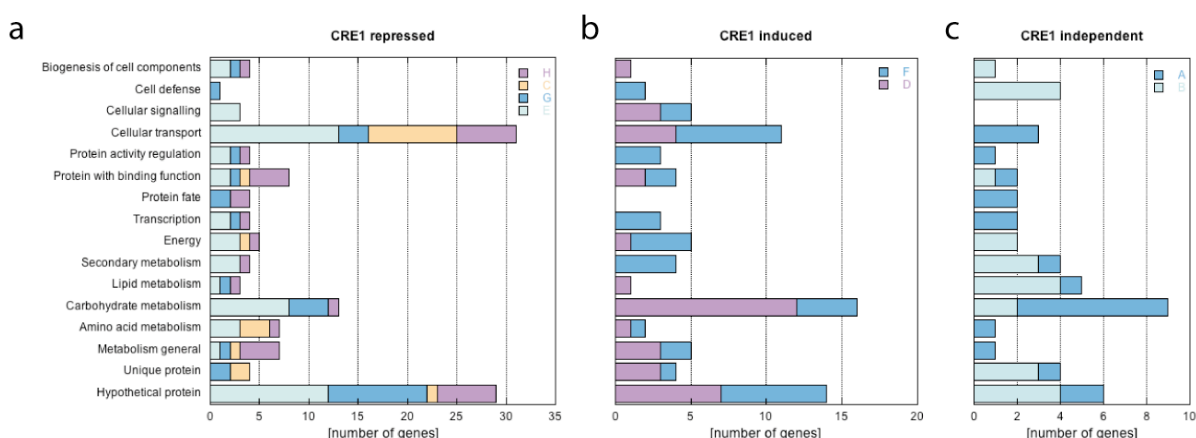 a
CRE1 repressed
Biogenesis of cell components
Cell defense
Cellular signalling
Cellular transport
Protein activity regulation
Protein with binding function
Protein fate
Transcription
Energy
Secondary metabolism
Lipid metabolism
Carbohydrate metabolism
Amino acid metabolism
Metabolism general
Unique protein
Hypothetical protein
H
C
G
E
0 5 10 15 20 25 30 35
[number of genes]
b
CRE1 induced
F
D
0 5 10 15 20
[number of genes]
c
CRE1 independent
A
B
0 2 4 6 8 10
[number of genes]